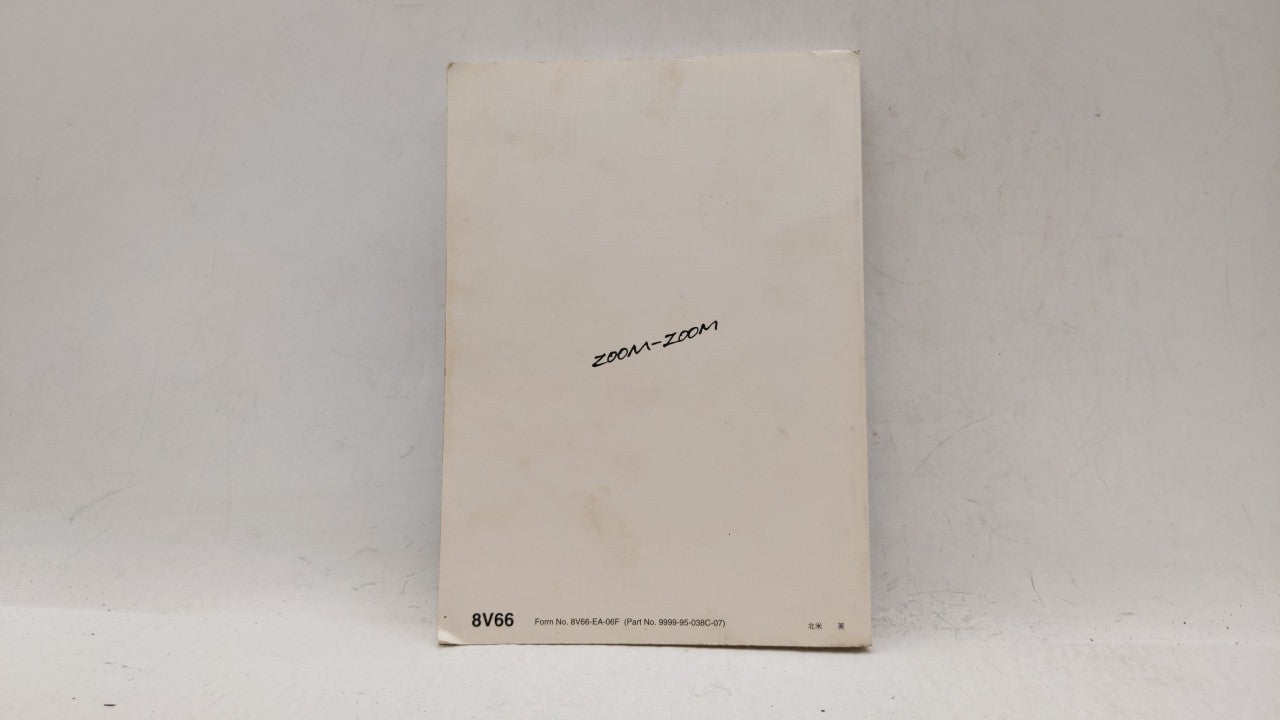 ZOOM-ZOOM
8V66 Form No. 8V66-EA-06F (Part No. 9999-95-038C-07) 北米 英